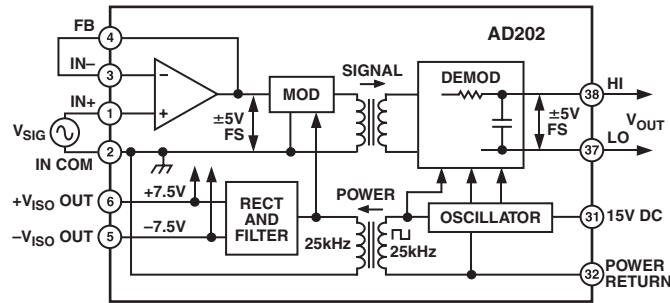 FB
4
AD202
IN–
3
SIGNAL
DEMOD
IN+
1
MOD
±5V
FS
±5V
FS
38
HI
VSIG
VOUT
IN COM
2
37
LO
+VISO OUT
6
+7.5V
RECT
AND
FILTER
POWER
OSCILLATOR
31
15V DC
–VISO OUT
5
–7.5V
25kHz
25kHz
32
POWER
RETURN